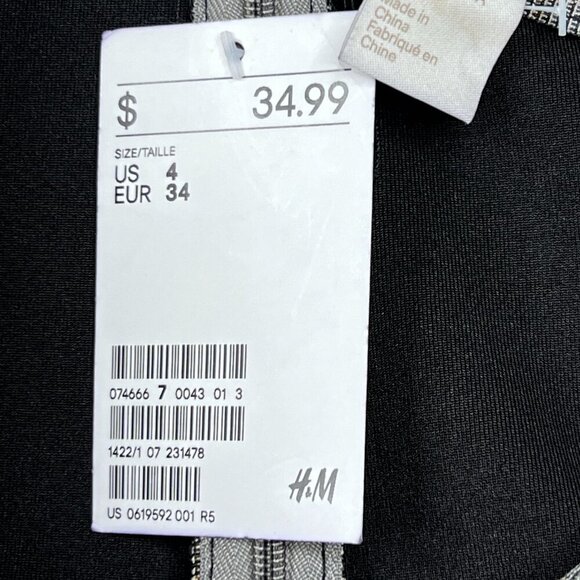 $ 34.99
SIZE/TAILLE
US 4
EUR 34
074666 7 0043 01 3
1422/1 07 231478
H&M
US 0619592 001 R5
Made in
China
Fabriqué en
Chine